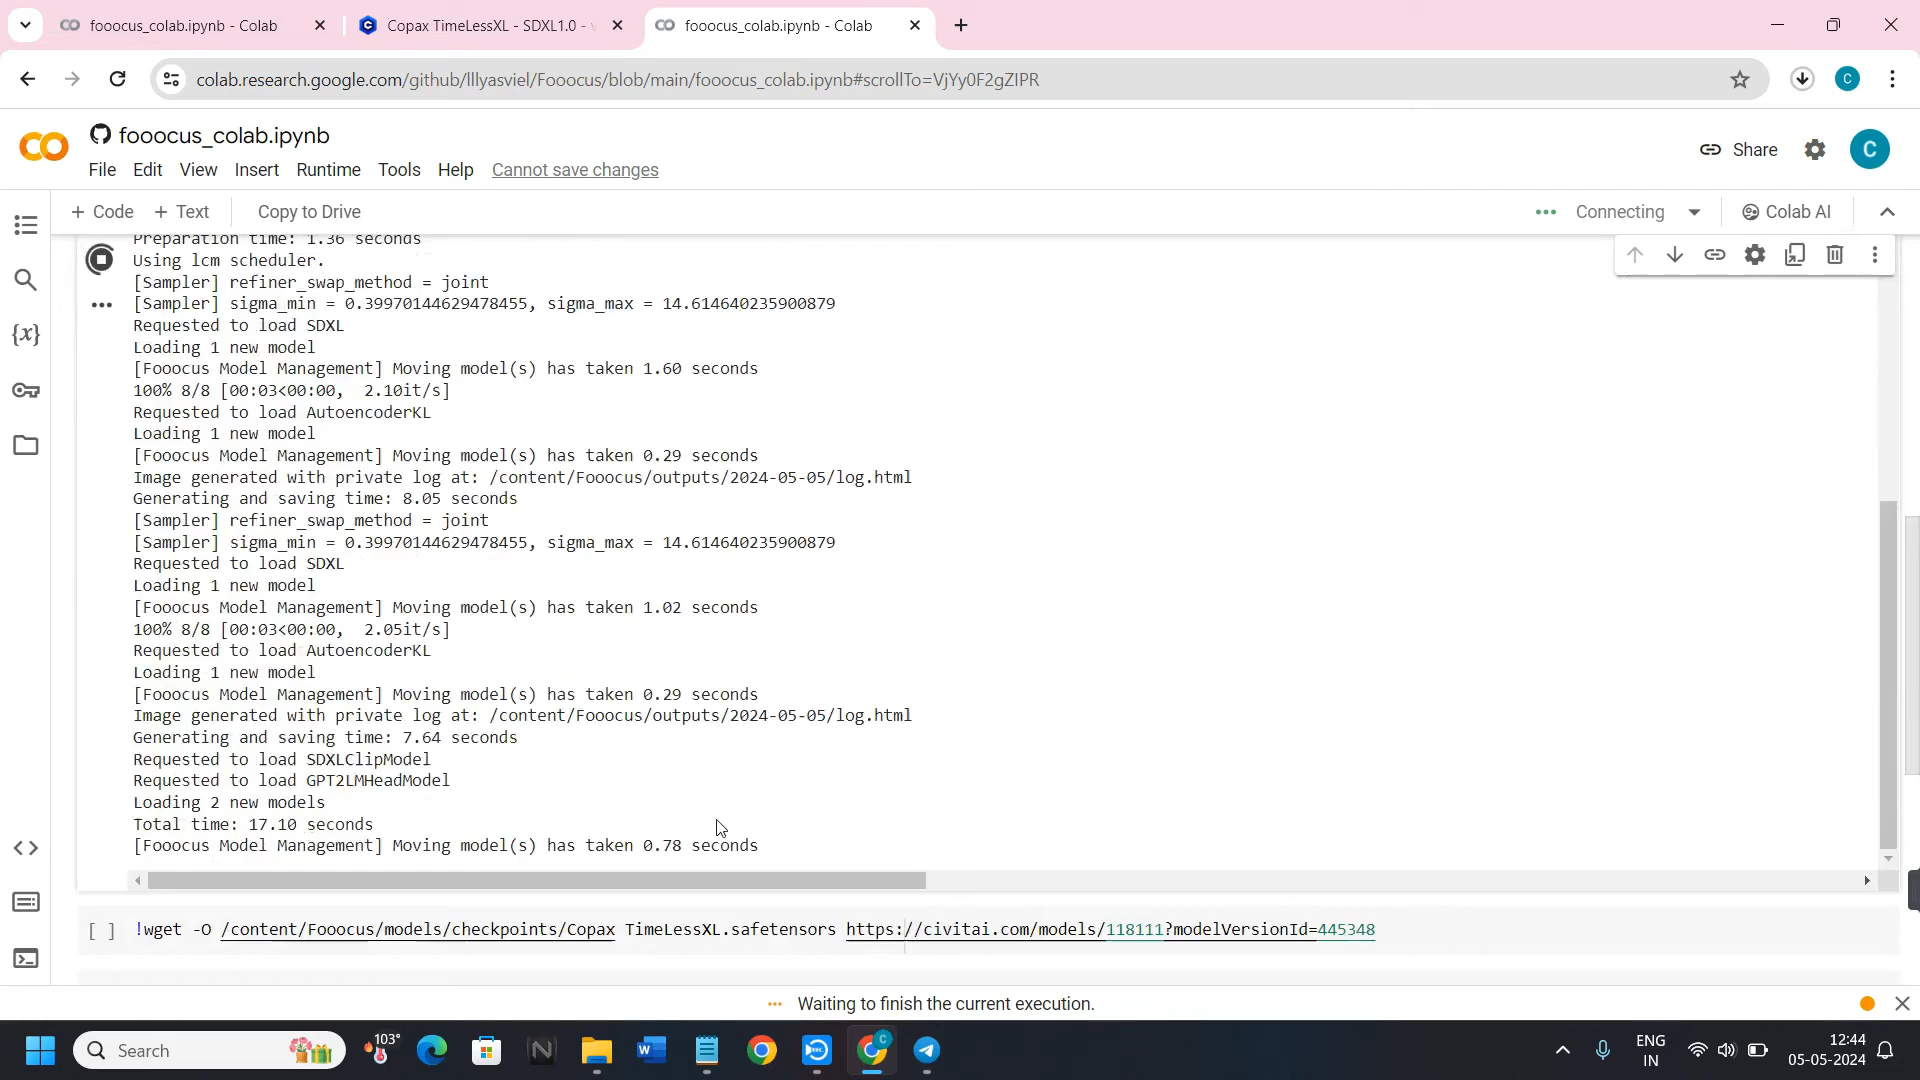 fooocus_colab.ipynb - Colab
Copax TimeLessXL - SDXL1.0 -
fooocus_colab.ipynb - Colab
colab.research.google.com/github/lllyasviel/Fooocus/blob/main/fooocus_colab.ipynb#scrollTo=VjYy0F2gZIPR
C
fooocus_colab.ipynb
Share
C
File Edit View Insert Runtime Tools Help Cannot save changes
+ Code + Text Copy to Drive
Connecting
Colab AI
Preparation time: 1.36 seconds
Using lcm scheduler.
[Sampler] refiner_swap_method = joint
[Sampler] sigma_min = 0.39970144629478455, sigma_max = 14.614640235900879
Requested to load SDXL
Loading 1 new model
[Fooocus Model Management] Moving model(s) has taken 1.60 seconds
100% 8/8 [00:03<00:00, 2.10it/s]
Requested to load AutoencoderKL
Loading 1 new model
[Fooocus Model Management] Moving model(s) has taken 0.29 seconds
Image generated with private log at: /content/Fooocus/outputs/2024-05-05/log.html
Generating and saving time: 8.05 seconds
[Sampler] refiner_swap_method = joint
[Sampler] sigma_min = 0.39970144629478455, sigma_max = 14.614640235900879
Requested to load SDXL
Loading 1 new model
[Fooocus Model Management] Moving model(s) has taken 1.02 seconds
100% 8/8 [00:03<00:00, 2.05it/s]
Requested to load AutoencoderKL
Loading 1 new model
[Fooocus Model Management] Moving model(s) has taken 0.29 seconds
Image generated with private log at: /content/Fooocus/outputs/2024-05-05/log.html
Generating and saving time: 7.64 seconds
Requested to load SDXLClipModel
Requested to load GPT2LMHeadModel
Loading 2 new models
Total time: 17.10 seconds
[Fooocus Model Management] Moving model(s) has taken 0.78 seconds
[ ] !wget -O /content/Fooocus/models/checkpoints/Copax TimeLessXL.safetensors https://civitai.com/models/118111?modelVersionId=445348
Waiting to finish the current execution.
Search
103°
ENG
IN
12:44
05-05-2024